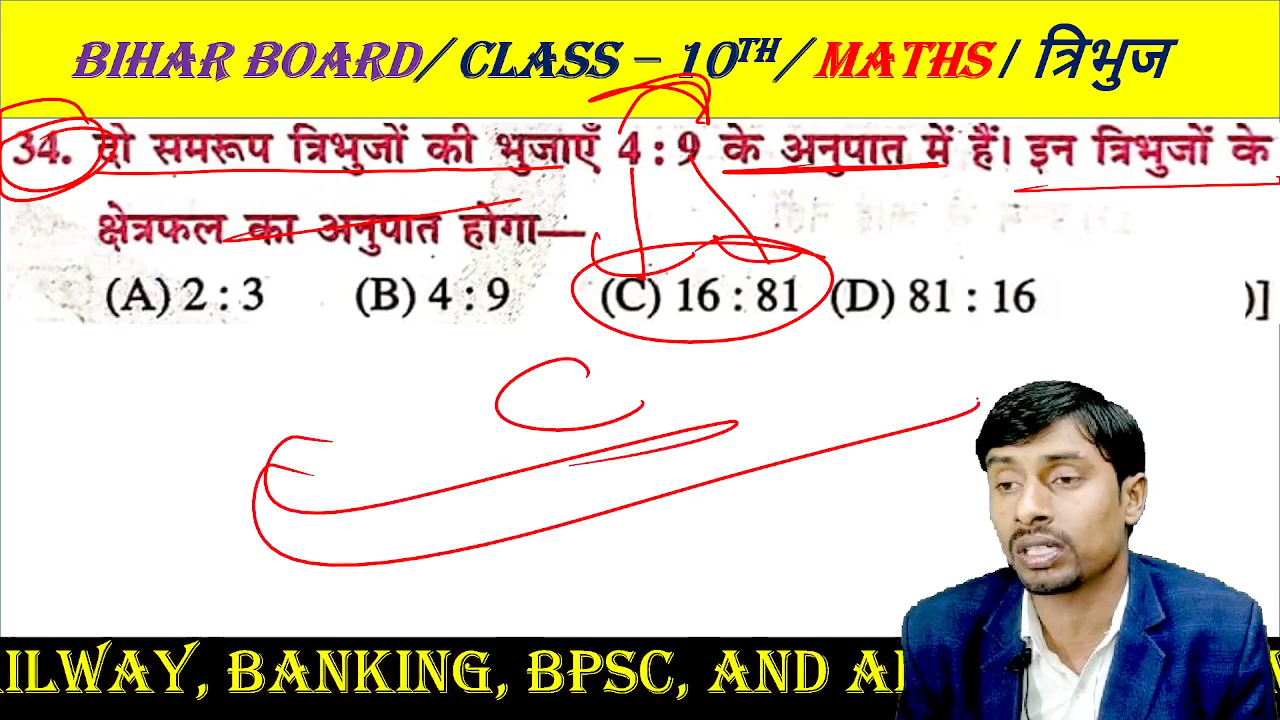 BIHAR BOARD/ CLASS – 10TH/ MATHS/ त्रिभुज
34. दो समरूप त्रिभुजों की भुजाएँ 4 : 9 के अनुपात में हैं। इन त्रिभुजों के
क्षेत्रफल का अनुपात होगा—
(A) 2 : 3 (B) 4 : 9 (C) 16 : 81 (D) 81 : 16 )]
C
ILWAY, BANKING, BPSC, AND